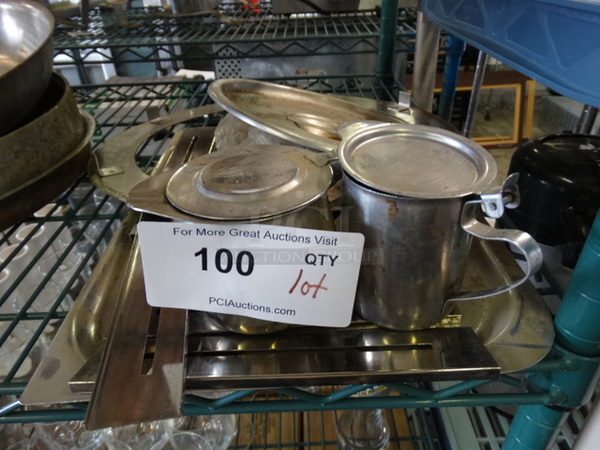 For More Great Auctions Visit
100 QTY lot
PCIAuctions.com